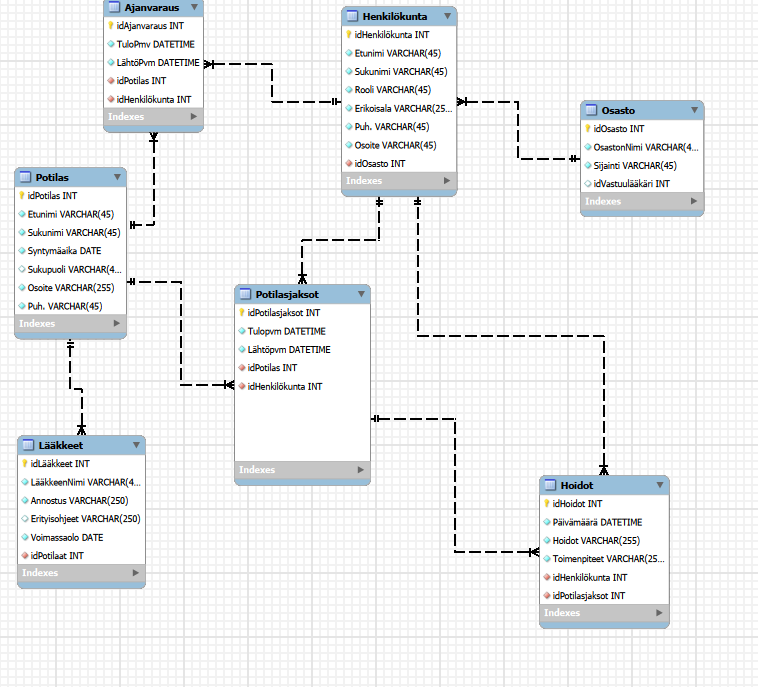 Ajanvaraus
idAjanvaraus INT
TuloPmv DATETIME
LähtöPvm DATETIME
idPotilas INT
idHenkilökunta INT
Indexes
Henkilökunta
idHenkilökunta INT
Etunimi VARCHAR(45)
Sukunimi VARCHAR(45)
Rooli VARCHAR(45)
Erikoisala VARCHAR(25...
Puh. VARCHAR(45)
Osoite VARCHAR(45)
idOsasto INT
Indexes
Osasto
idOsasto INT
OsastonNimi VARCHAR(4...
Sijainti VARCHAR(45)
idVastuulääkäri INT
Indexes
Potilas
idPotilas INT
Etunimi VARCHAR(45)
Sukunimi VARCHAR(45)
Syntymäaika DATE
Sukupuoli VARCHAR(4...
Osoite VARCHAR(255)
Puh. VARCHAR(45)
Indexes
Potilasjaksot
idPotilasjaksot INT
Tulopvm DATETIME
Lähtöpvm DATETIME
idPotilas INT
idHenkilökunta INT
Indexes
Lääkkeet
idLääkkeet INT
LääkkeenNimi VARCHAR(4...
Annostus VARCHAR(250)
Erityisohjeet VARCHAR(250)
Voimassaolo DATE
idPotilaat INT
Indexes
Hoidot
idHoidot INT
Päivämäärä DATETIME
Hoidot VARCHAR(255)
Toimenpiteet VARCHAR(25...
idHenkilökunta INT
idPotilasjaksot INT
Indexes